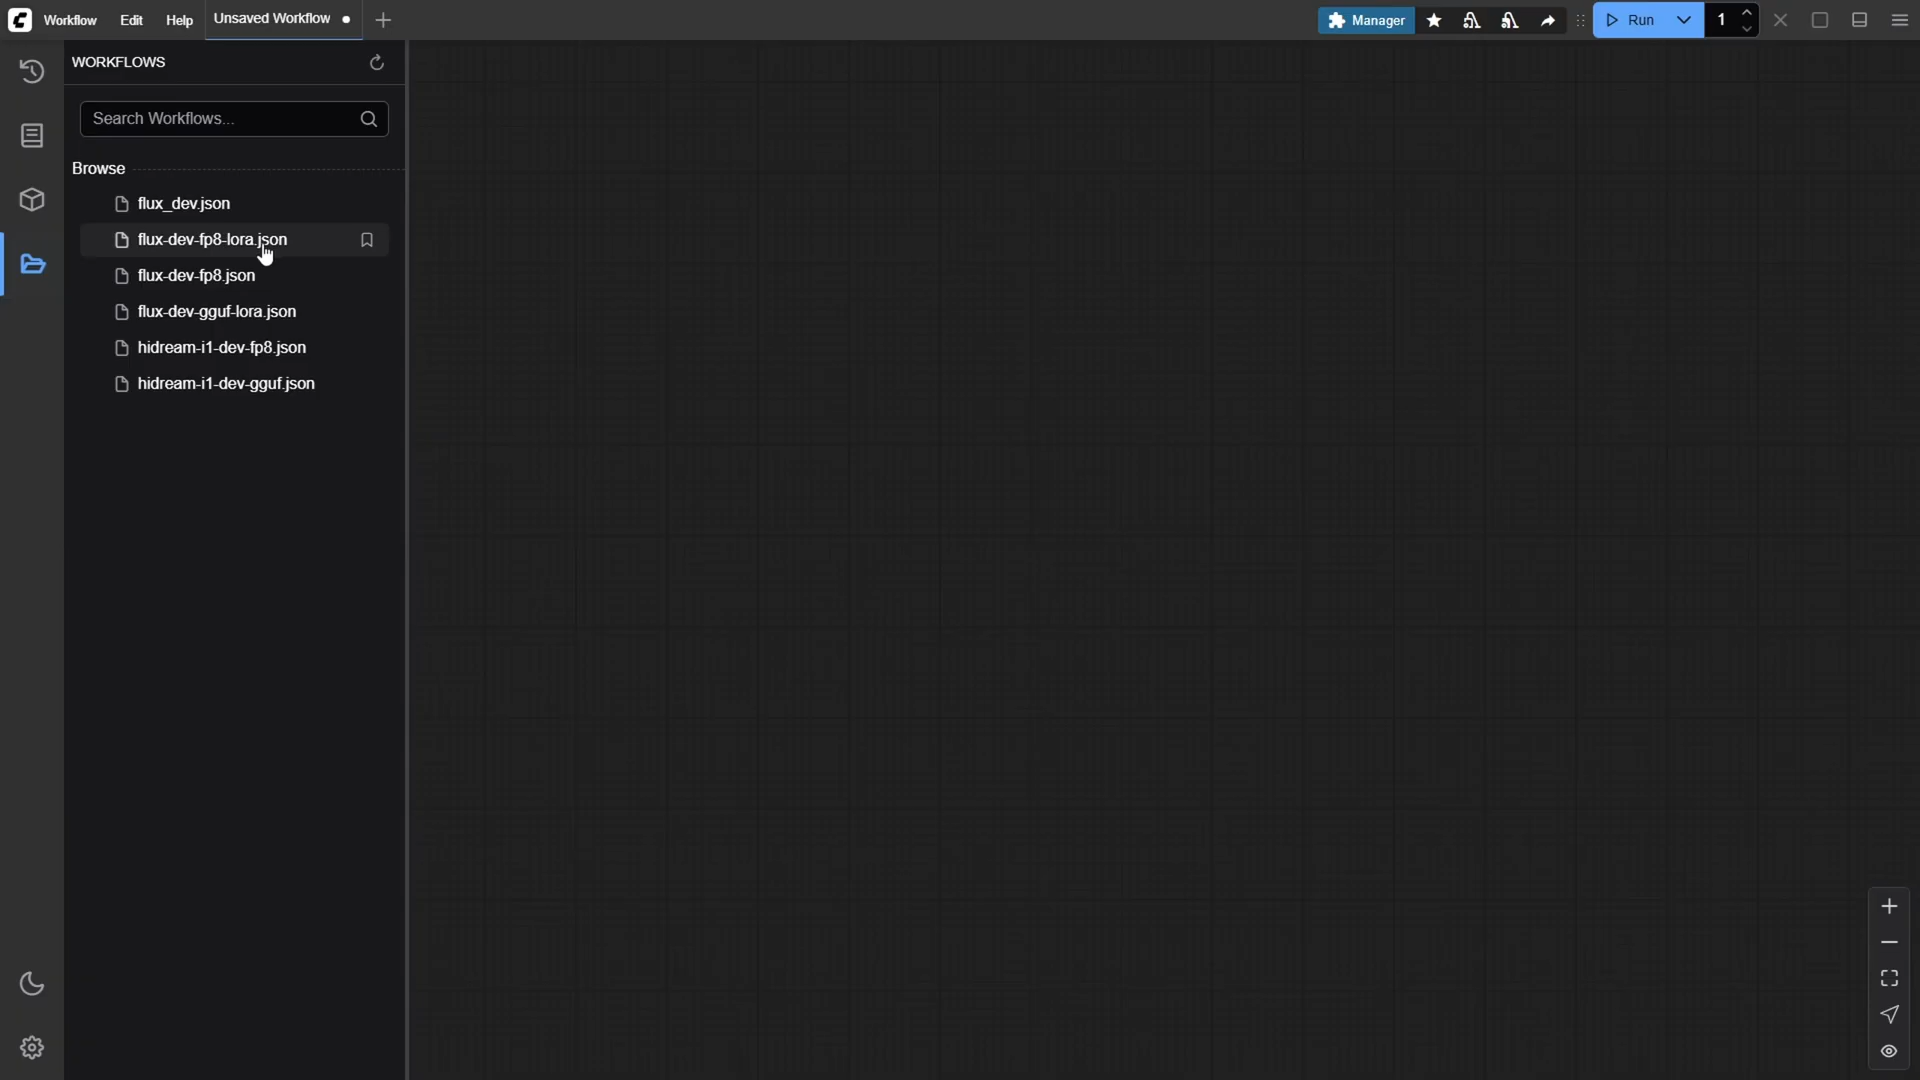 Workflow Edit Help Unsaved Workflow Manager Run 1
WORKFLOWS
Search Workflows...
Browse
flux_dev.json
flux-dev-fp8-lora.json
flux-dev-fp8.json
flux-dev-gguf-lora.json
hidream-i1-dev-fp8.json
hidream-i1-dev-gguf.json